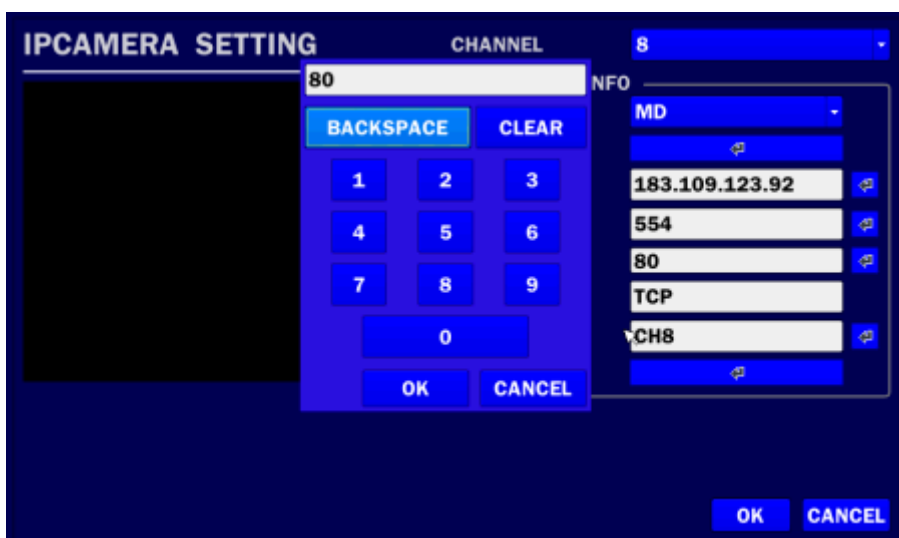 IPCAMERA SETTING CHANNEL 8
80 NFO
MD
BACKSPACE CLEAR
1 2 3 183.109.123.92
4 5 6 554
80
7 8 9 TCP
0 CH8
OK CANCEL
OK CANCEL